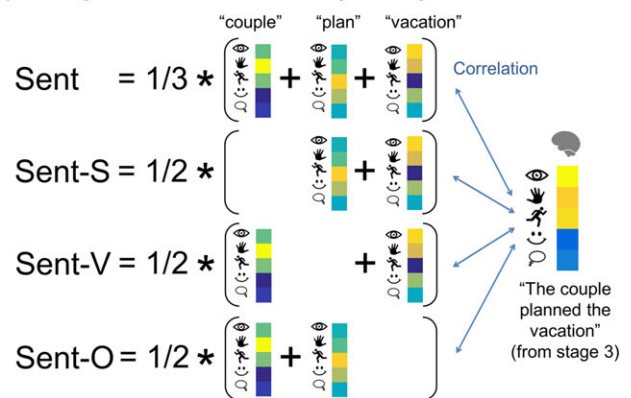 “couple” “plan” “vacation”
Sent = 1/3 * ( + + )
Correlation
Sent-S = 1/2 * ( + )
Sent-V = 1/2 * ( + )
Sent-O = 1/2 * ( + )
“The couple
planned the
vacation”
(from stage 3)